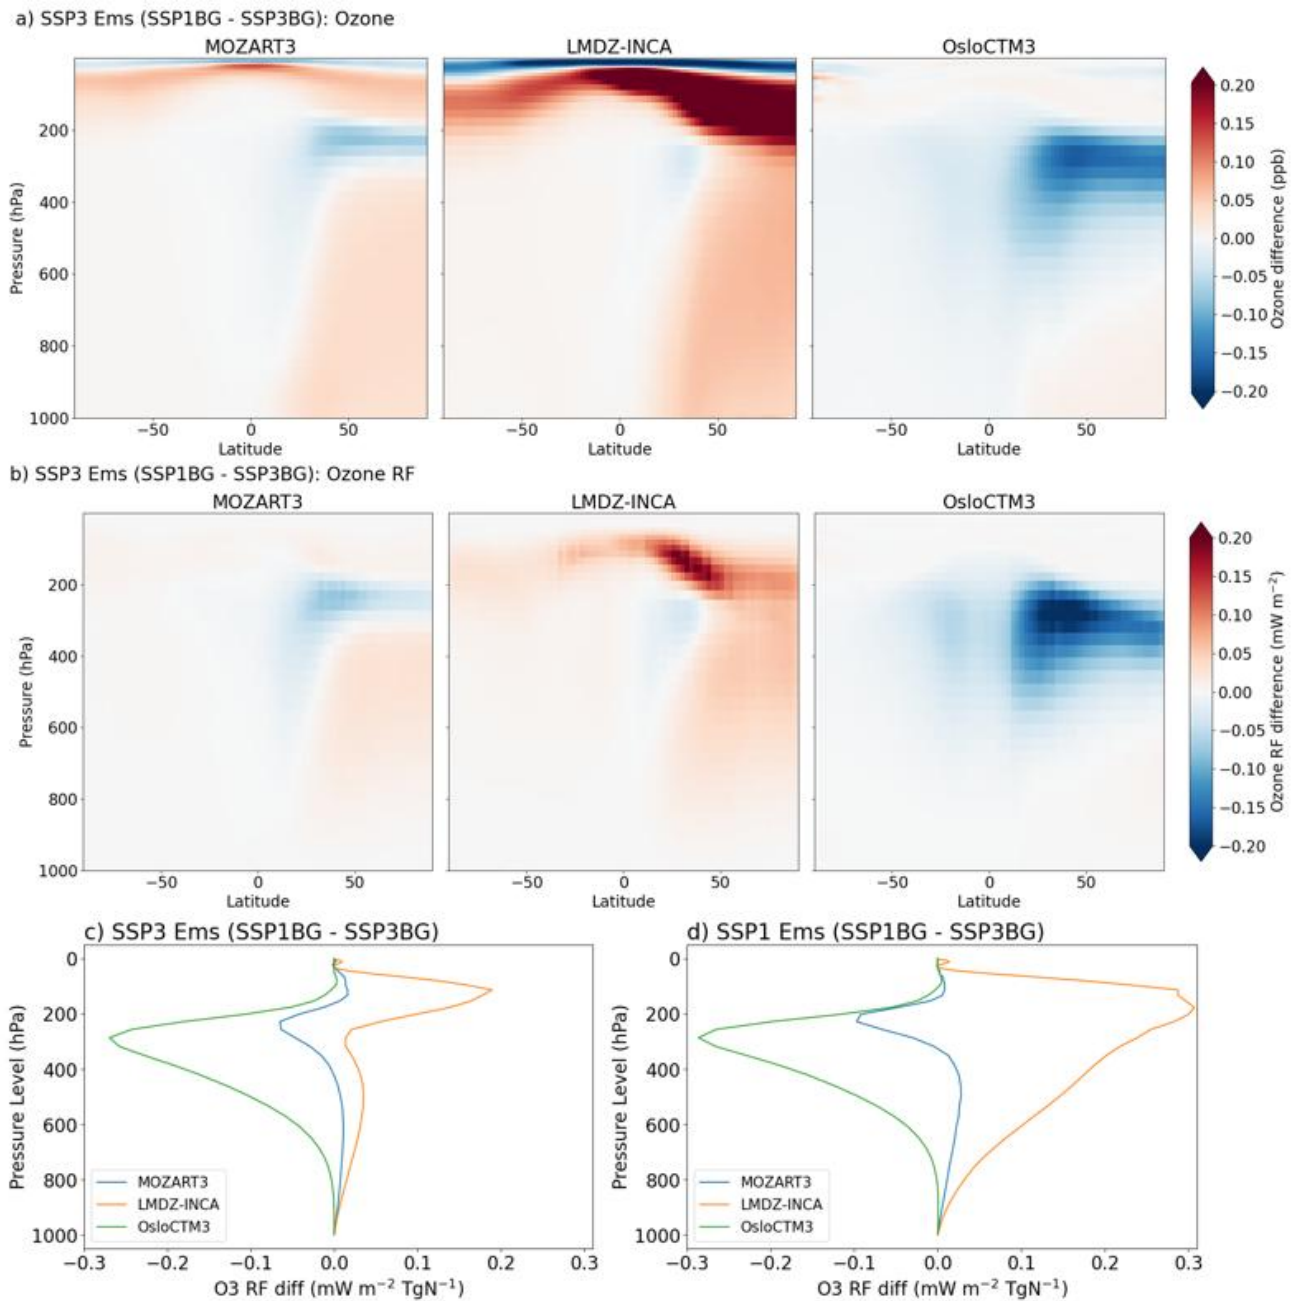 a) SSP3 Ems (SSP1BG - SSP3BG): Ozone
MOZART3 LMDZ-INCA OsloCTM3
Pressure (hPa)
200
400
600
800
1000
−50 0 50 −50 0 50 −50 0 50
Latitude Latitude Latitude
0.20
0.15
0.10
0.05
0.00
−0.05
−0.10
−0.15
−0.20
Ozone difference (ppb)
b) SSP3 Ems (SSP1BG - SSP3BG): Ozone RF
MOZART3 LMDZ-INCA OsloCTM3
Pressure (hPa)
200
400
600
800
1000
−50 0 50 −50 0 50 −50 0 50
Latitude Latitude Latitude
0.20
0.15
0.10
0.05
0.00
−0.05
−0.10
−0.15
−0.20
Ozone RF difference (mW m⁻²)
c) SSP3 Ems (SSP1BG - SSP3BG)
Pressure Level (hPa)
0
200
400
600
800
1000
MOZART3
LMDZ-INCA
OsloCTM3
−0.3 −0.2 −0.1 0.0 0.1 0.2 0.3
O3 RF diff (mW m⁻² TgN⁻¹)
d) SSP1 Ems (SSP1BG - SSP3BG)
Pressure Level (hPa)
0
200
400
600
800
1000
MOZART3
LMDZ-INCA
OsloCTM3
−0.3 −0.2 −0.1 0.0 0.1 0.2 0.3
O3 RF diff (mW m⁻² TgN⁻¹)